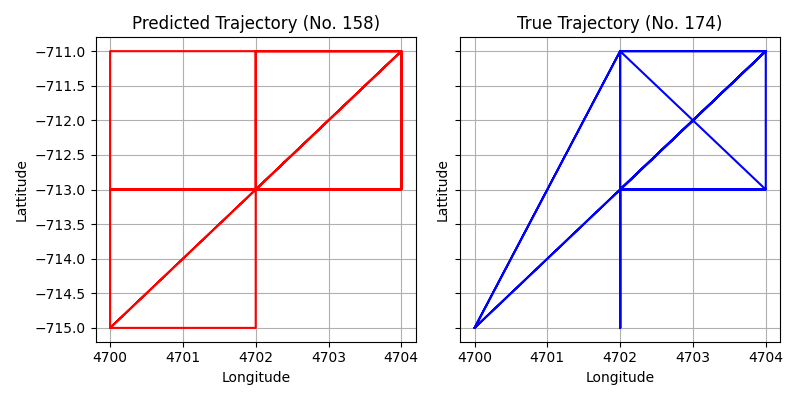 Predicted Trajectory (No. 158)
True Trajectory (No. 174)
−711.0
−711.5
−712.0
−712.5
−713.0
−713.5
−714.0
−714.5
−715.0
Lattitude
Lattitude
4700 4701 4702 4703 4704
4700 4701 4702 4703 4704
Longitude
Longitude